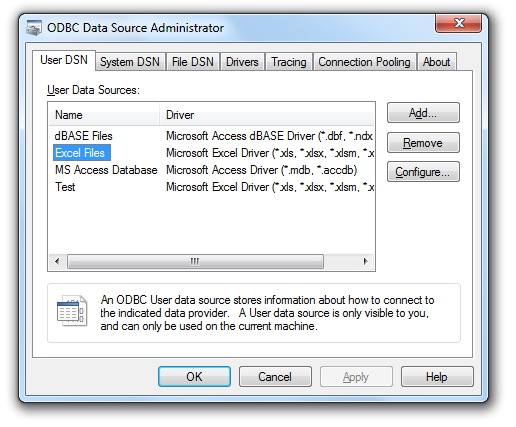 ODBC Data Source Administrator
User DSN System DSN File DSN Drivers Tracing Connection Pooling About
User Data Sources:
Name Driver
dBASE Files Microsoft Access dBASE Driver (*.dbf, *.ndx
Excel Files Microsoft Excel Driver (*.xls, *.xlsx, *.xlsm, *.x
MS Access Database Microsoft Access Driver (*.mdb, *.accdb)
Test Microsoft Excel Driver (*.xls, *.xlsx, *.xlsm, *.x
Add...
Remove
Configure...
An ODBC User data source stores information about how to connect to
the indicated data provider. A User data source is only visible to you,
and can only be used on the current machine.
OK Cancel Apply Help